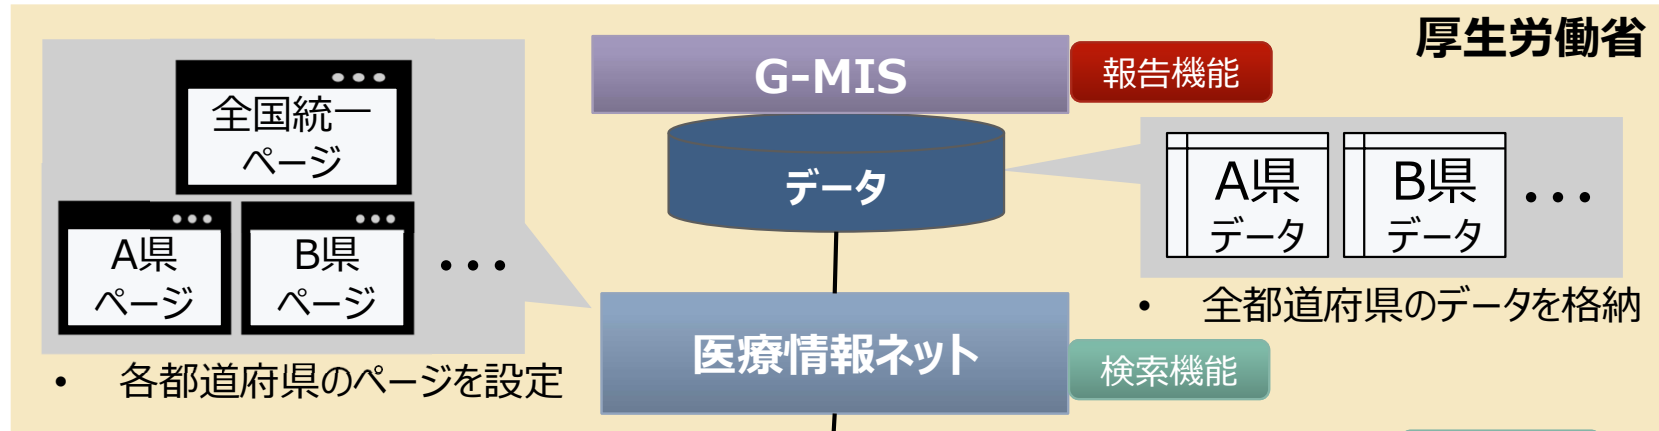 厚生労働省
G-MIS
報告機能
全国統一
ページ
データ
A県
データ
B県
データ
・・・
A県
ページ
B県
ページ
・・・
• 全都道府県のデータを格納
医療情報ネット
検索機能
• 各都道府県のページを設定